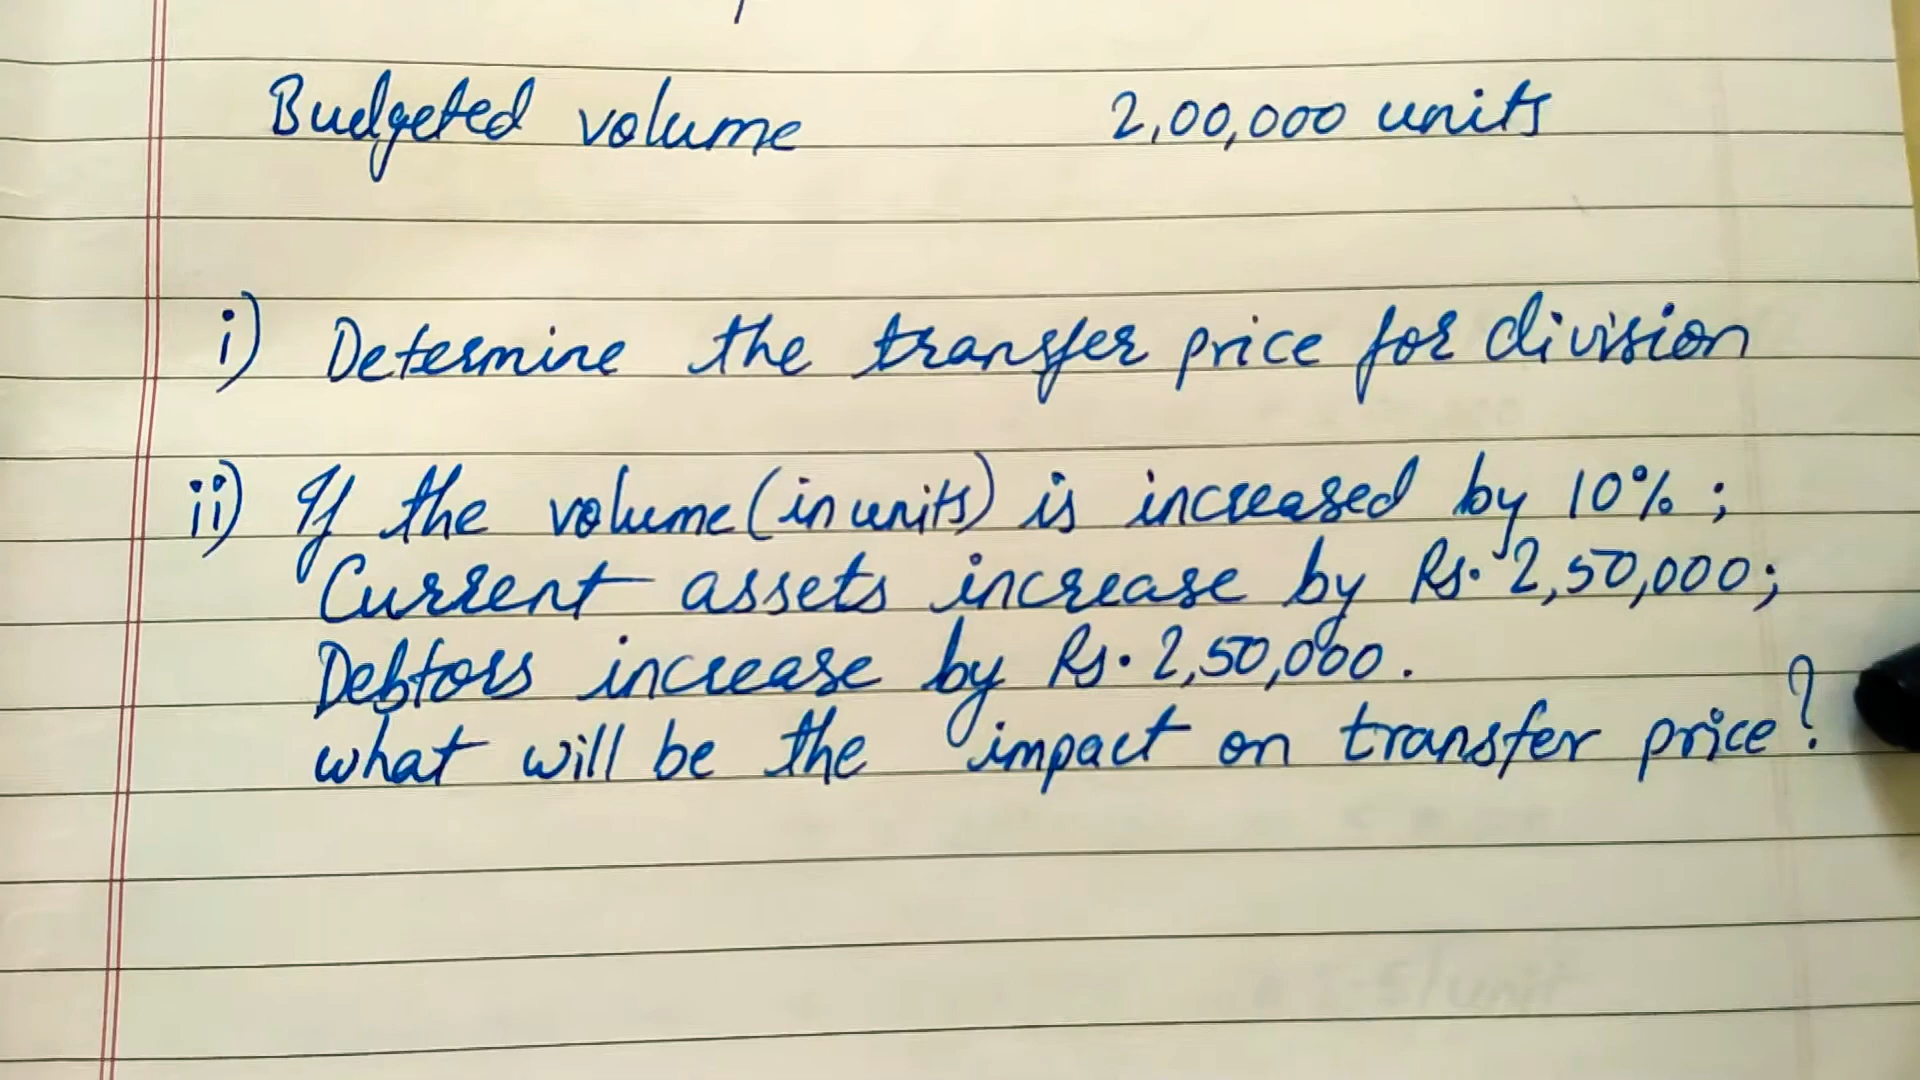 Budgeted volume 2,00,000 units
i) Determine the transfer price for division
ii) If the volume (in units) is increased by 10% ;
Current assets increase by Rs. 2,50,000;
Debtors increase by Rs. 2,50,000.
what will be the impact on transfer price?